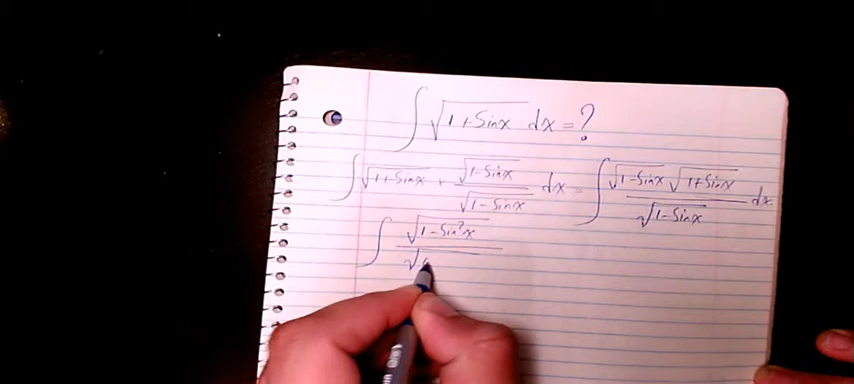 ∫ √(1+Sinx) dx = ?
∫ √(1+Sinx) × √(1-Sinx) / √(1-Sinx) dx = ∫ √(1-Sinx) √(1+Sinx) / √(1-Sinx) dx
∫ √(1-Sin²x) / √